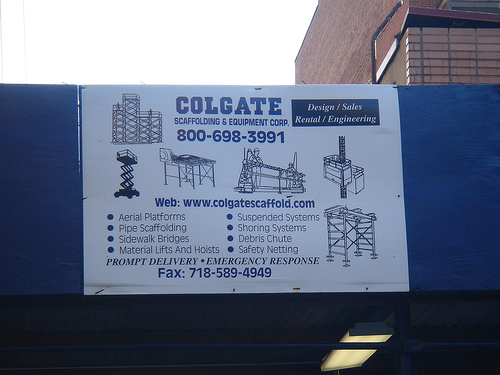 COLGATE
SCAFFOLDING & EQUIPMENT CORP.
800-698-3991
Design / Sales
Rental / Engineering
Web: www.colgatescaffold.com
• Aerial Platforms
• Pipe Scaffolding
• Sidewalk Bridges
• Material Lifts And Hoists
• Suspended Systems
• Shoring Systems
• Debris Chute
• Safety Netting
PROMPT DELIVERY • EMERGENCY RESPONSE
Fax: 718-589-4949